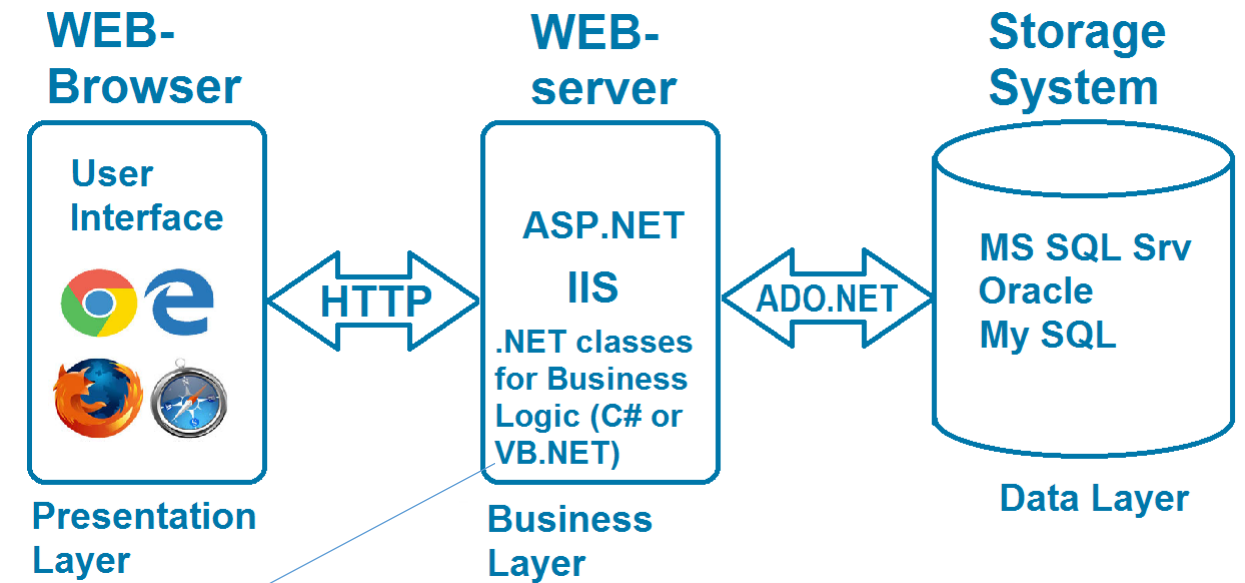 WEB-
Browser
User
Interface
Presentation
Layer
HTTP
WEB-
server
ASP.NET
IIS
.NET classes
for Business
Logic (C# or
VB.NET)
Business
Layer
ADO.NET
Storage
System
MS SQL Srv
Oracle
My SQL
Data Layer